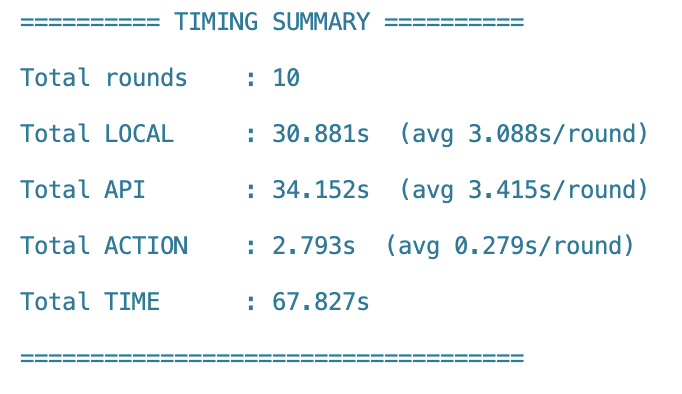 ========== TIMING SUMMARY ==========
Total rounds    : 10
Total LOCAL     : 30.881s  (avg 3.088s/round)
Total API       : 34.152s  (avg 3.415s/round)
Total ACTION    : 2.793s  (avg 0.279s/round)
Total TIME      : 67.827s
====================================